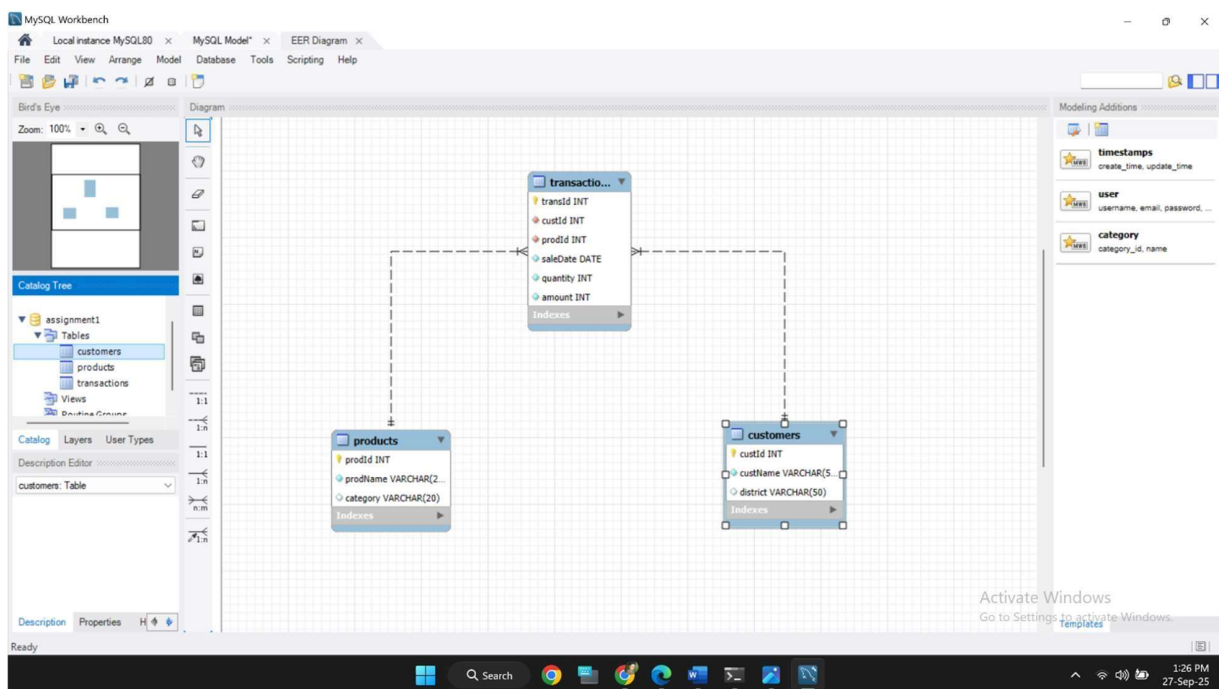 MySQL Workbench
Local instance MySQL80 × MySQL Model* × EER Diagram ×
File Edit View Arrange Model Database Tools Scripting Help
Bird's Eye
Zoom: 100%
Diagram
Modeling Additions
timestamps
create_time, update_time
user
username, email, password, ...
category
category_id, name
transactio...
transId INT
custId INT
prodId INT
saleDate DATE
quantity INT
amount INT
Indexes
Catalog Tree
assignment1
Tables
customers
products
transactions
Views
Routine Groups
Catalog Layers User Types
Description Editor
customers: Table
1:1
1:n
1:1
1:n
n:m
1:n
products
prodId INT
prodName VARCHAR(2...
category VARCHAR(20)
Indexes
customers
custId INT
custName VARCHAR(5...
district VARCHAR(50)
Indexes
Activate Windows
Go to Settings to activate Windows.
Templates
Description Properties H
Ready
Search
1:26 PM
27-Sep-25